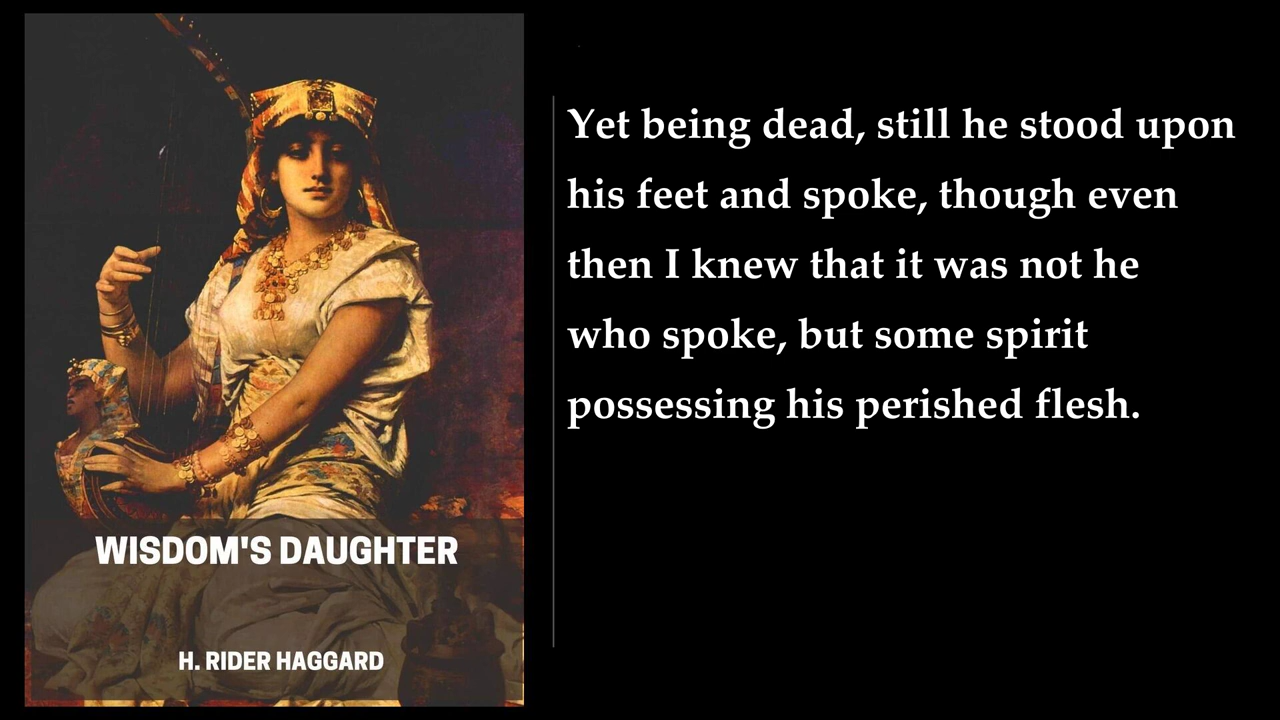 WISDOM'S DAUGHTER
H. RIDER HAGGARD
Yet being dead, still he stood upon
his feet and spoke, though even
then I knew that it was not he
who spoke, but some spirit
possessing his perished flesh.